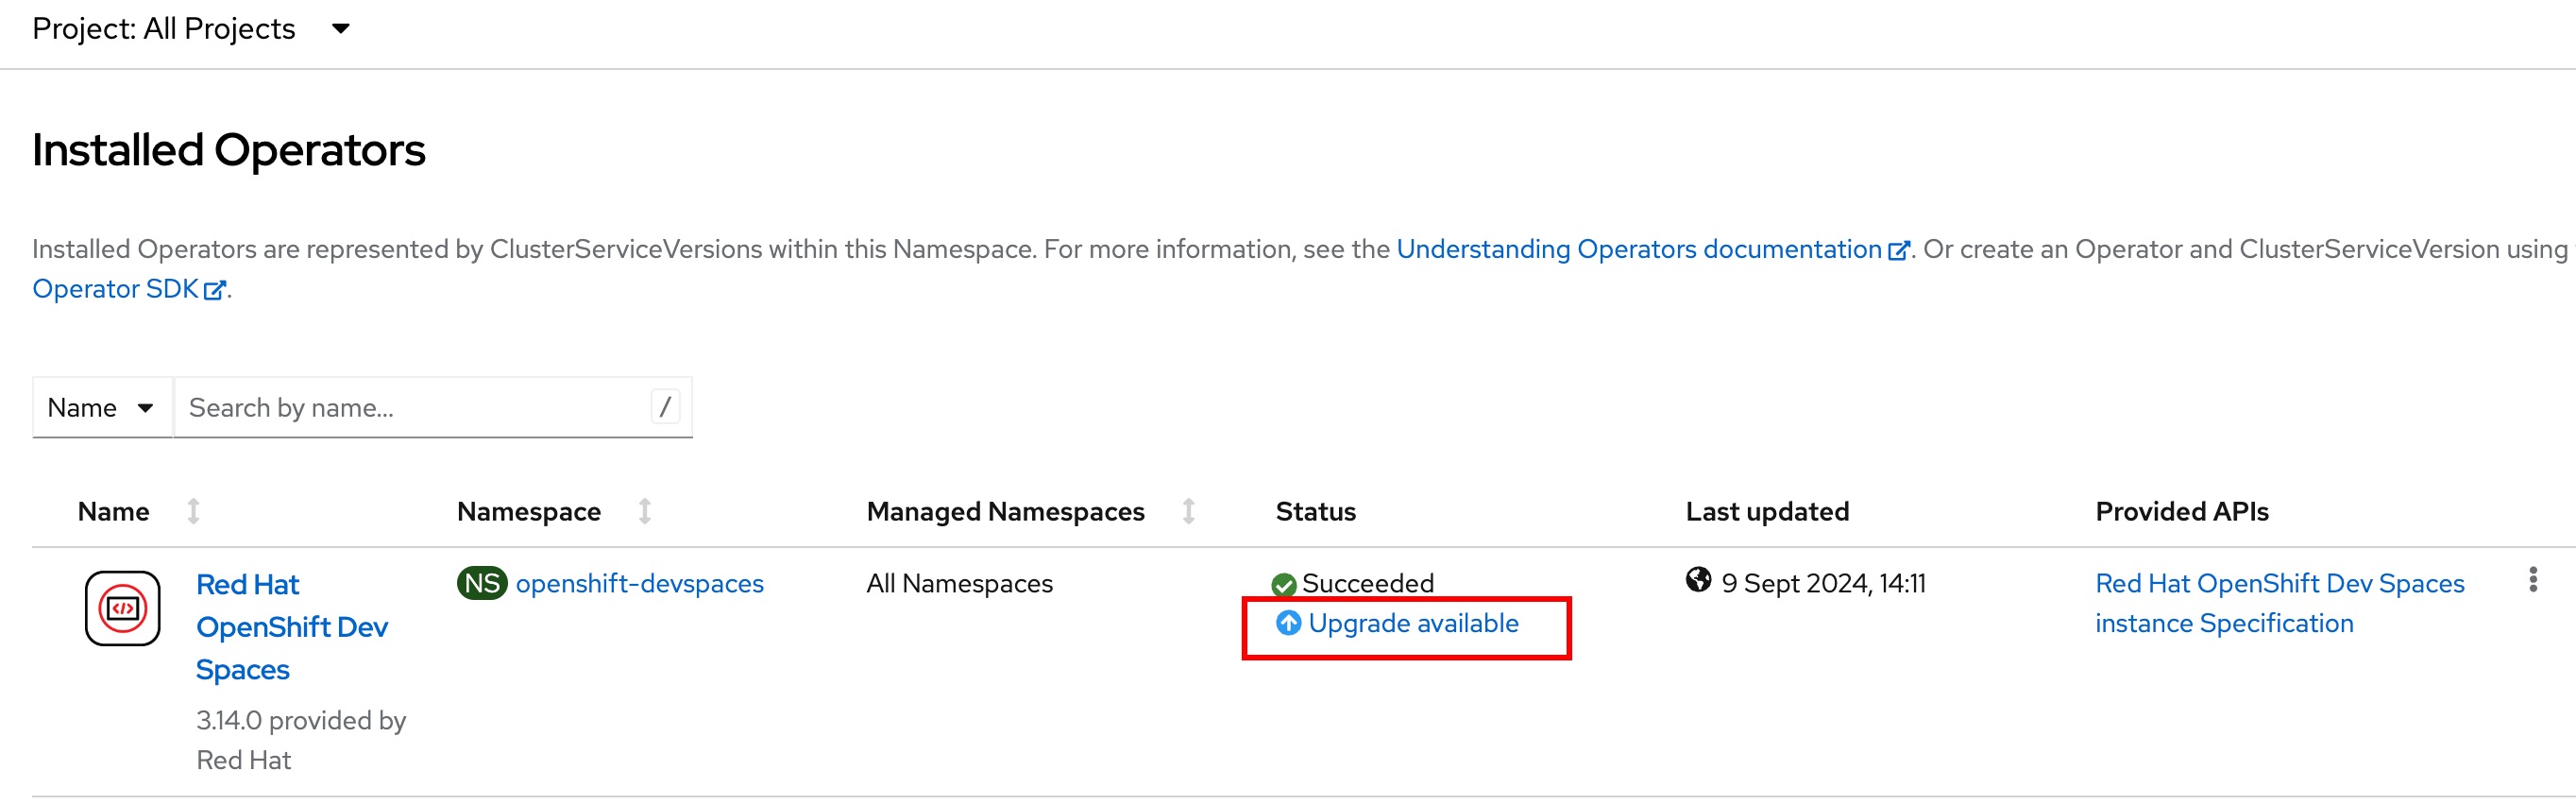 Project: All Projects
Installed Operators
Installed Operators are represented by ClusterServiceVersions within this Namespace. For more information, see the Understanding Operators documentation. Or create an Operator and ClusterServiceVersion using
Operator SDK.
Name Search by name... /
Name Namespace Managed Namespaces Status Last updated Provided APIs
Red Hat NS openshift-devspaces All Namespaces Succeeded 9 Sept 2024, 14:11 Red Hat OpenShift Dev Spaces
OpenShift Dev Upgrade available instance Specification
Spaces
3.14.0 provided by
Red Hat